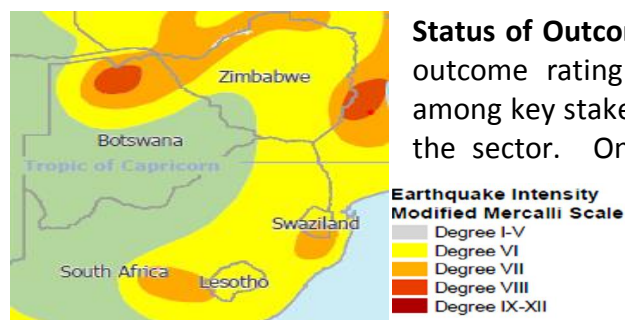 Zimbabwe
Botswana
Tropic of Capricorn
Swaziland
South Africa
Lesotho
Status of Outco
outcome rating
among key stake
the sector. On
Earthquake Intensity
Modified Mercalli Scale
Degree I-V
Degree VI
Degree VII
Degree VIII
Degree IX-XII